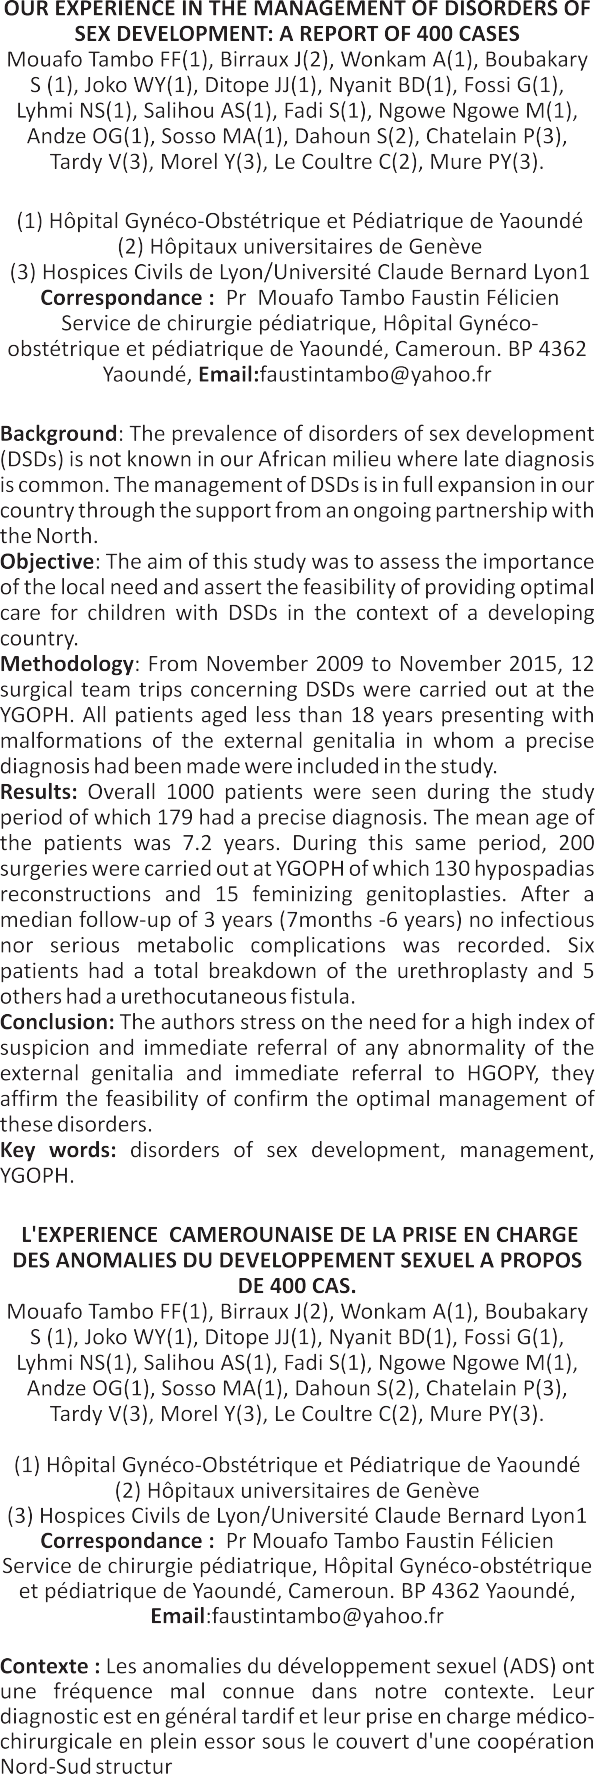 OUR EXPERIENCE IN THE MANAGEMENT OF DISORDERS OF
SEX DEVELOPMENT: A REPORT OF 400 CASES
Mouafo Tambo FF(1), Birraux J(2), Wonkam A(1), Boubakary
S (1), Joko WY(1), Ditope JJ(1), Nyanit BD(1), Fossi G(1),
Lyhmi NS(1), Salihou AS(1), Fadi S(1), Ngowe Ngowe M(1),
Andze OG(1), Sosso MA(1), Dahoun S(2), Chatelain P(3),
Tardy V(3), Morel Y(3), Le Coultre C(2), Mure PY(3).
(1) Hôpital Gynéco-Obstétrique et Pédiatrique de Yaoundé
(2) Hôpitaux universitaires de Genève
(3) Hospices Civils de Lyon/Université Claude Bernard Lyon1
Correspondance : Pr Mouafo Tambo Faustin Félicien
Service de chirurgie pédiatrique, Hôpital Gynéco-
obstétrique et pédiatrique de Yaoundé, Cameroun. BP 4362
Yaoundé, Email:faustintambo@yahoo.fr
Background: The prevalence of disorders of sex development
(DSDs) is not known in our African milieu where late diagnosis
is common. The management of DSDs is in full expansion in our
country through the support from an ongoing partnership with
the North.
Objective: The aim of this study was to assess the importance
of the local need and assert the feasibility of providing optimal
care for children with DSDs in the context of a developing
country.
Methodology: From November 2009 to November 2015, 12
surgical team trips concerning DSDs were carried out at the
YGOPH. All patients aged less than 18 years presenting with
malformations of the external genitalia in whom a precise
diagnosis had been made were included in the study.
Results: Overall 1000 patients were seen during the study
period of which 179 had a precise diagnosis. The mean age of
the patients was 7.2 years. During this same period, 200
surgeries were carried out at YGOPH of which 130 hypospadias
reconstructions and 15 feminizing genitoplasties. After a
median follow-up of 3 years (7months -6 years) no infectious
nor serious metabolic complications was recorded. Six
patients had a total breakdown of the urethroplasty and 5
others had a urethocutaneous fistula.
Conclusion: The authors stress on the need for a high index of
suspicion and immediate referral of any abnormality of the
external genitalia and immediate referral to HGOPY, they
affirm the feasibility of confirm the optimal management of
these disorders.
Key words: disorders of sex development, management,
YGOPH.
L'EXPERIENCE CAMEROUNAISE DE LA PRISE EN CHARGE
DES ANOMALIES DU DEVELOPPEMENT SEXUEL A PROPOS
DE 400 CAS.
Mouafo Tambo FF(1), Birraux J(2), Wonkam A(1), Boubakary
S (1), Joko WY(1), Ditope JJ(1), Nyanit BD(1), Fossi G(1),
Lyhmi NS(1), Salihou AS(1), Fadi S(1), Ngowe Ngowe M(1),
Andze OG(1), Sosso MA(1), Dahoun S(2), Chatelain P(3),
Tardy V(3), Morel Y(3), Le Coultre C(2), Mure PY(3).
(1) Hôpital Gynéco-Obstétrique et Pédiatrique de Yaoundé
(2) Hôpitaux universitaires de Genève
(3) Hospices Civils de Lyon/Université Claude Bernard Lyon1
Correspondance : Pr Mouafo Tambo Faustin Félicien
Service de chirurgie pédiatrique, Hôpital Gynéco-obstétrique
et pédiatrique de Yaoundé, Cameroun. BP 4362 Yaoundé,
Email:faustintambo@yahoo.fr
Contexte : Les anomalies du développement sexuel (ADS) ont
une fréquence mal connue dans notre contexte. Leur
diagnostic est en général tardif et leur prise en charge médico-
chirurgicale en plein essor sous le couvert d'une coopération
Nord-Sud structur